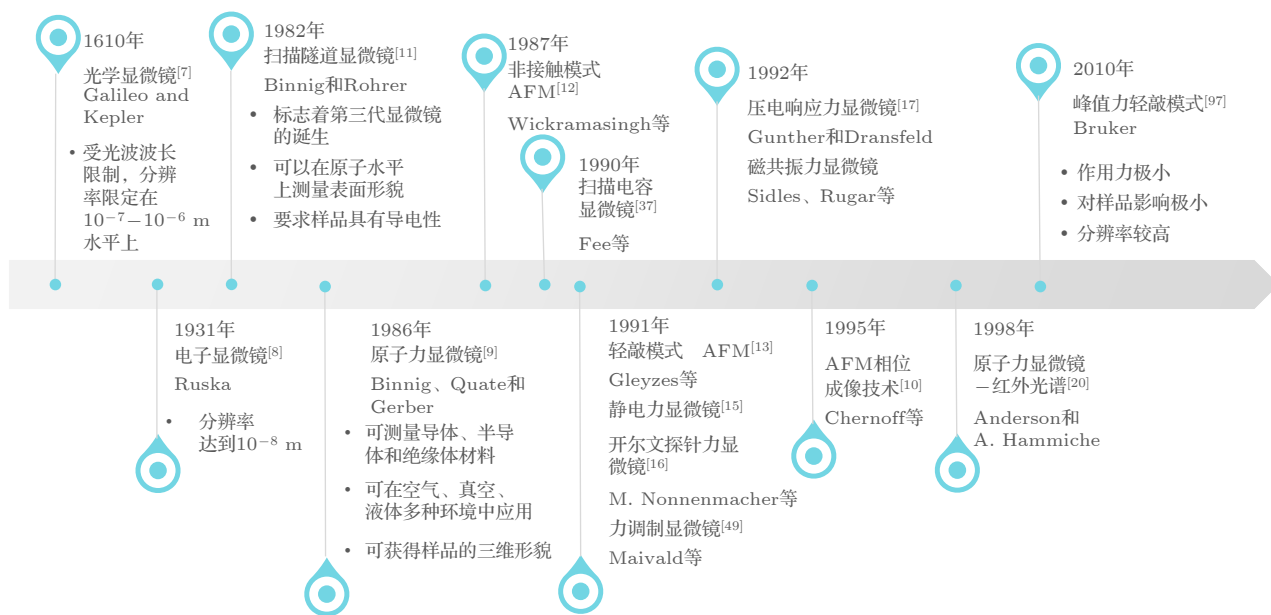 1610年
光学显微镜[7]
Galileo and
Kepler
• 受光波波长
限制，分辨
率限定在
10−7−10−6 m
水平上
1982年
扫描隧道显微镜[11]
Binnig和Rohrer
• 标志着第三代显微镜
的诞生
• 可以在原子水平
上测量表面形貌
• 要求样品具有导电性
1987年
非接触模式
AFM[12]
Wickramasingh等
1990年
扫描电容
显微镜[37]
Fee等
1992年
压电响应力显微镜[17]
Gunther和Dransfeld
磁共振力显微镜
Sidles、Rugar等
2010年
峰值力轻敲模式[97]
Bruker
• 作用力极小
• 对样品影响极小
• 分辨率较高
1931年
电子显微镜[8]
Ruska
• 分辨率
达到10−8 m
1986年
原子力显微镜[9]
Binnig、Quate和
Gerber
• 可测量导体、半导
体和绝缘体材料
• 可在空气、真空、
液体多种环境中应用
• 可获得样品的三维形貌
1991年
轻敲模式 AFM[13]
Gleyzes等
静电力显微镜[15]
开尔文探针力显
微镜[16]
M. Nonnenmacher等
力调制显微镜[49]
Maivald等
1995年
AFM相位
成像技术[10]
Chernoff等
1998年
原子力显微镜
−红外光谱[20]
Anderson和
A. Hammiche